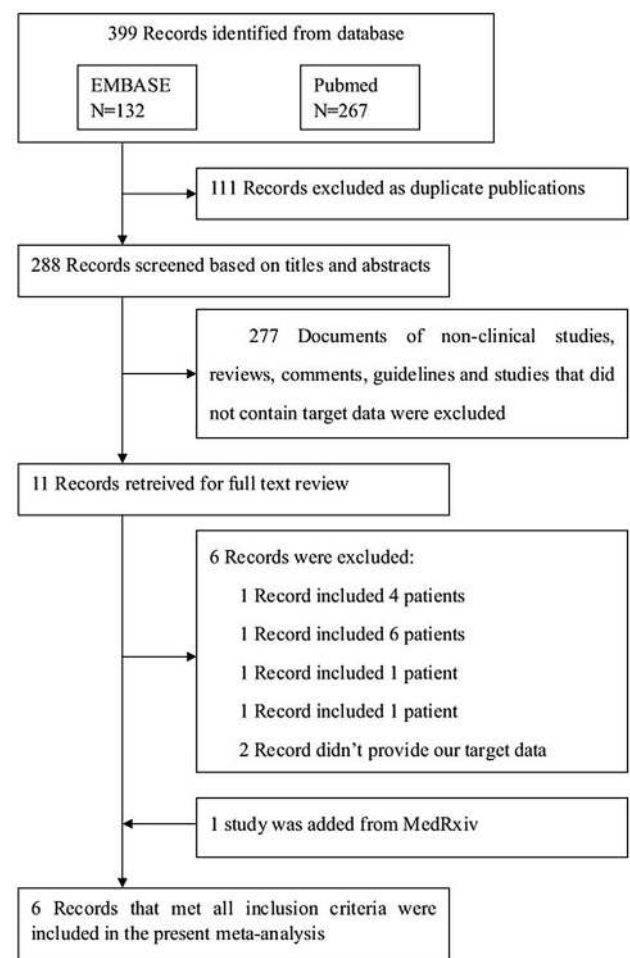 399 Records identified from database
EMBASE
N=132
Pubmed
N=267
111 Records excluded as duplicate publications
288 Records screened based on titles and abstracts
277 Documents of non-clinical studies,
reviews, comments, guidelines and studies that did
not contain target data were excluded
11 Records retreived for full text review
6 Records were excluded:
1 Record included 4 patients
1 Record included 6 patients
1 Record included 1 patient
1 Record included 1 patient
2 Record didn't provide our target data
1 study was added from MedRxiv
6 Records that met all inclusion criteria were
included in the present meta-analysis